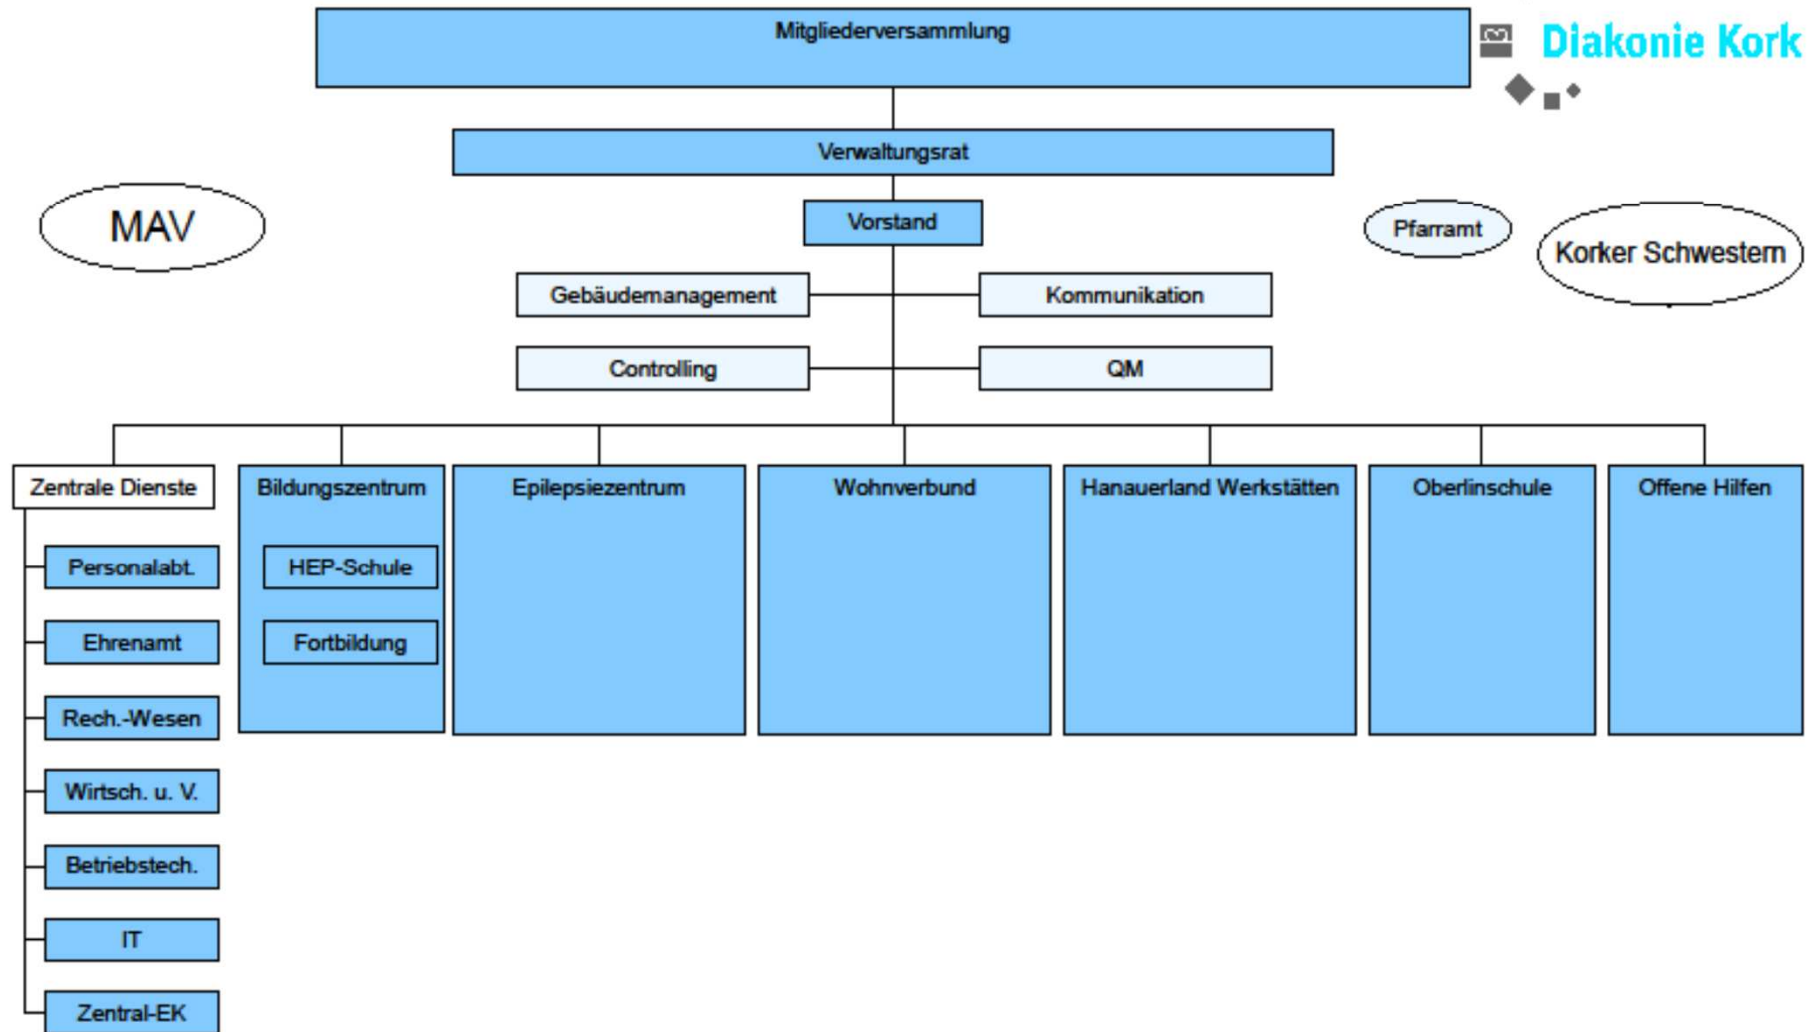 Mitgliederversammlung
Diakonie Kork
Verwaltungsrat
MAV
Vorstand
Pfarramt
Korker Schwestern
Gebäudemanagement
Kommunikation
Controlling
QM
Zentrale Dienste
Bildungszentrum
Epilepsiezentrum
Wohnverbund
Hanauerland Werkstätten
Oberlinschule
Offene Hilfen
Personalabt.
HEP-Schule
Ehrenamt
Fortbildung
Rech.-Wesen
Wirtsch. u. V.
Betriebstech.
IT
Zentral-EK